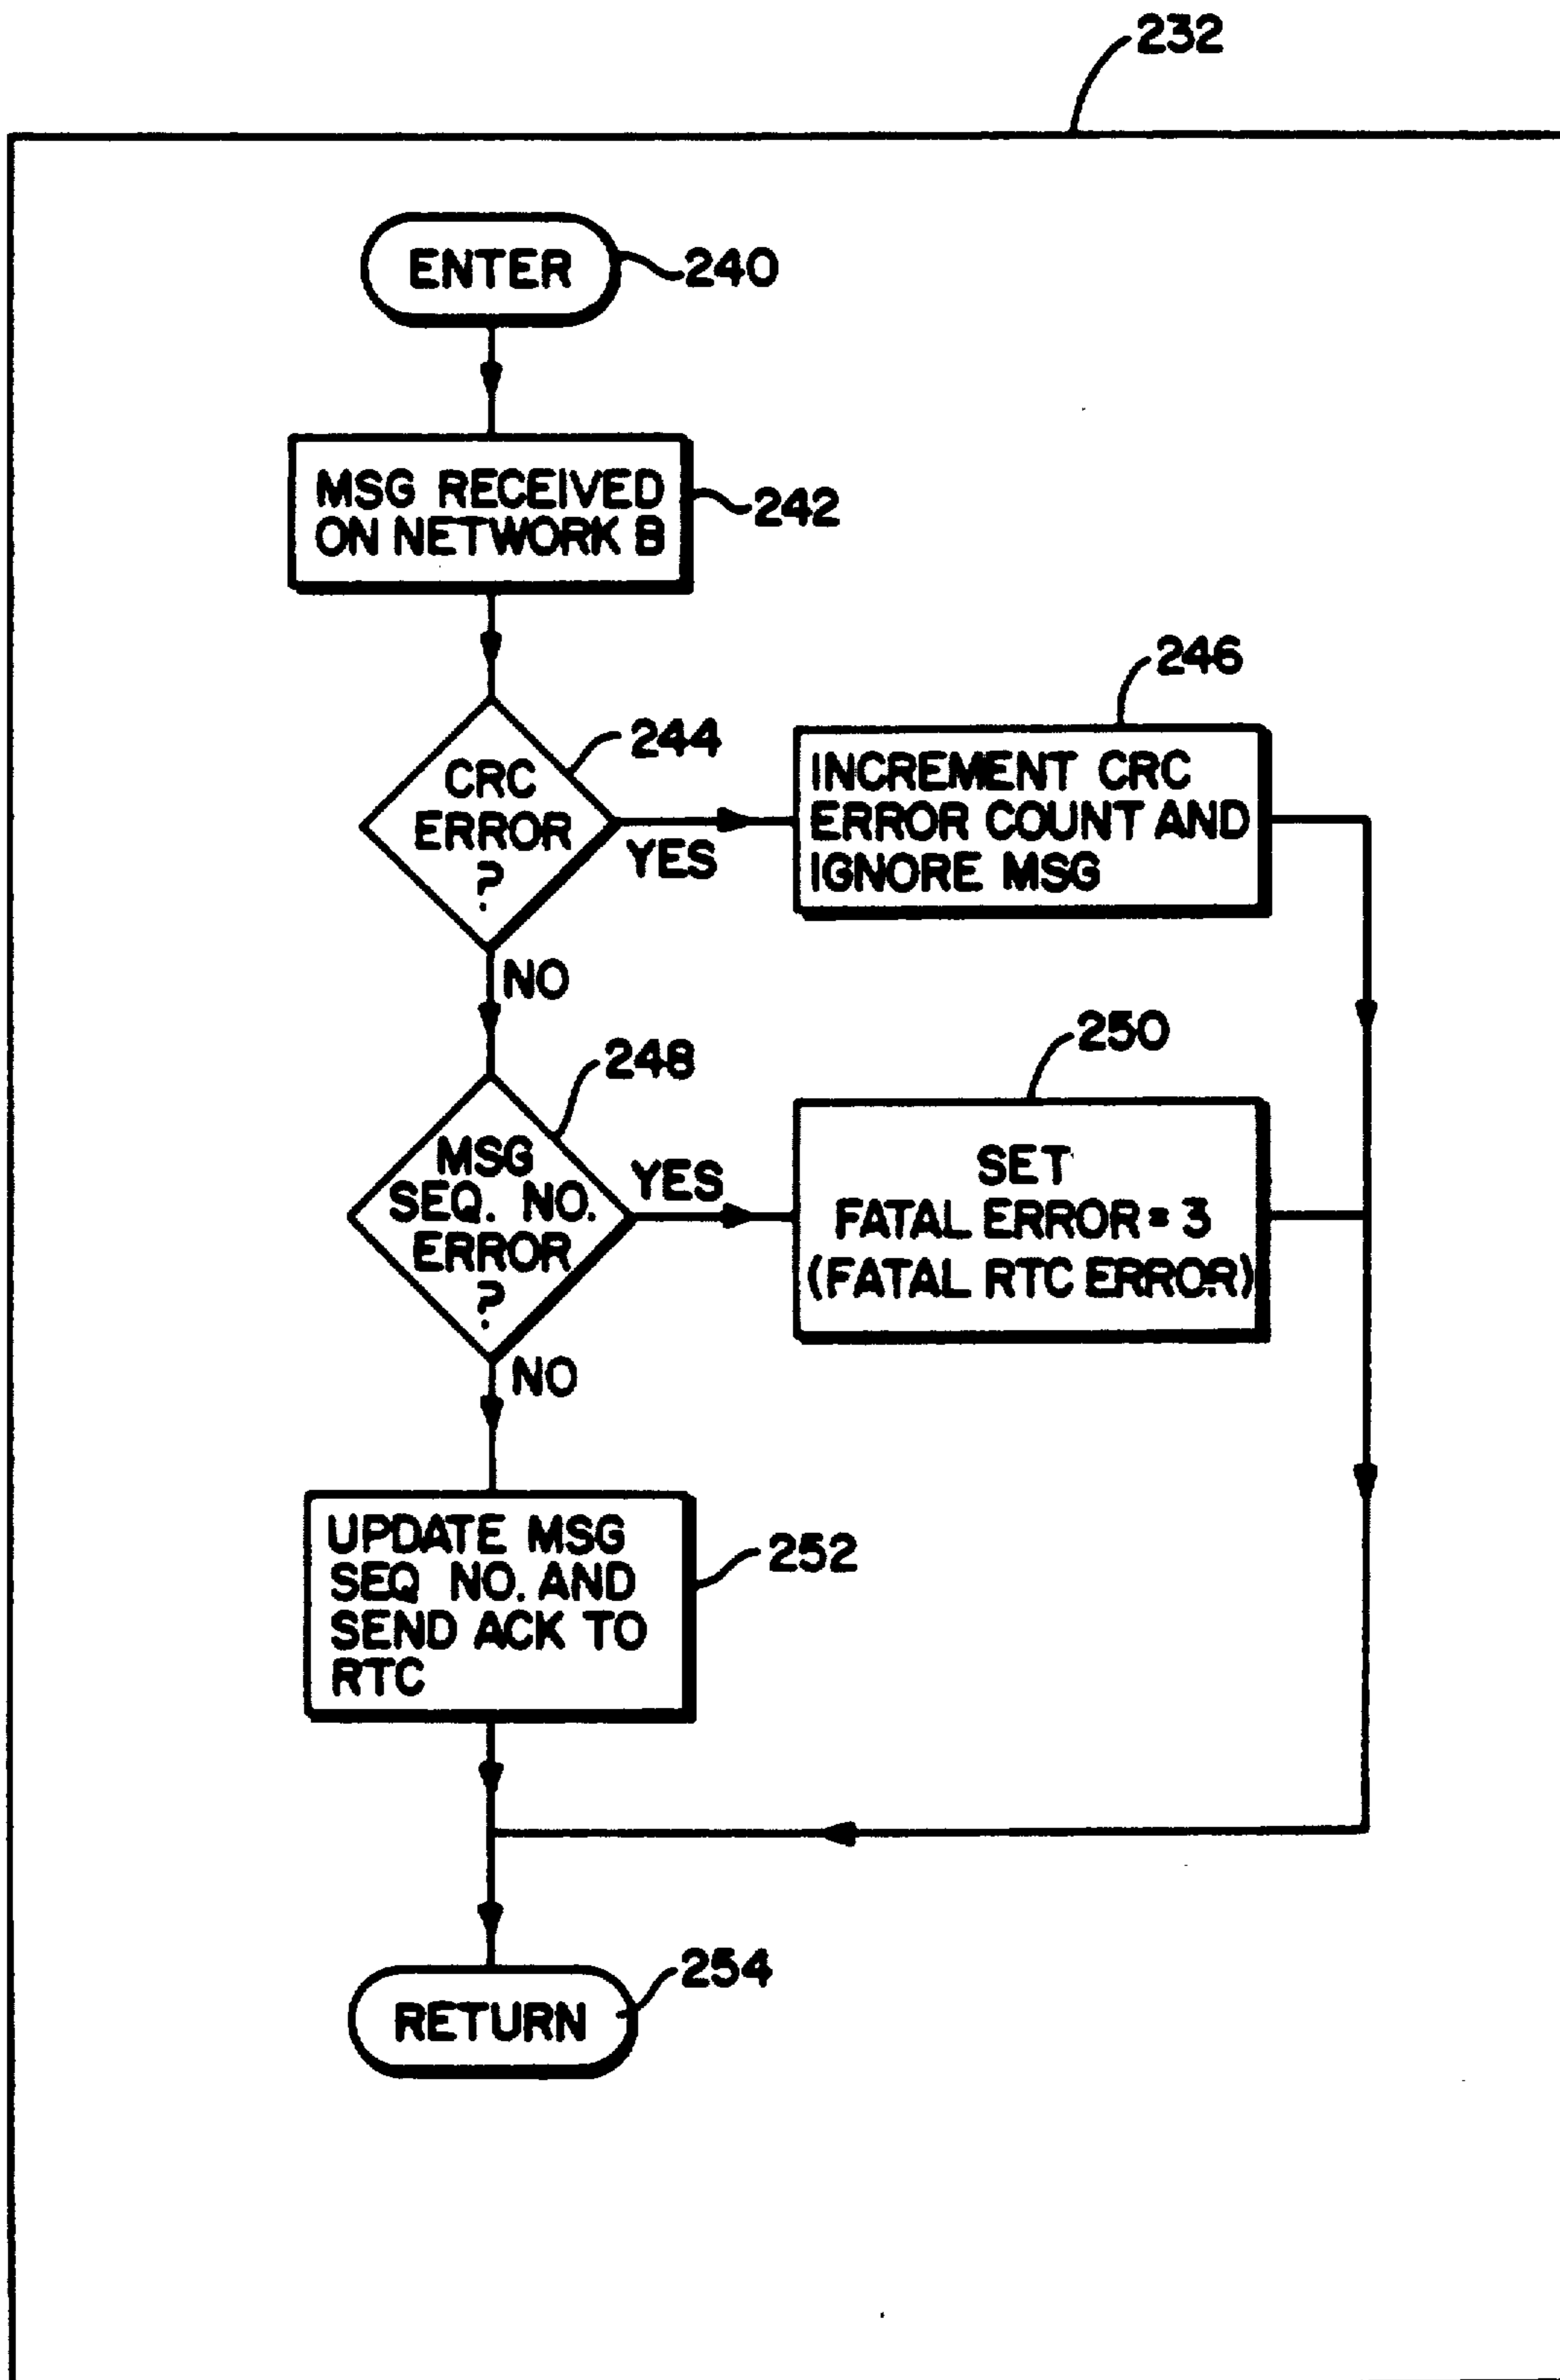 232
ENTER
240
MSG RECEIVED
ON NETWORK B
242
246
244
CRC
ERROR
?
YES
INCREMENT CRC
ERROR COUNT AND
IGNORE MSG
NO
250
248
MSG
SEQ. NO.
ERROR
?
YES
SET
FATAL ERROR = 3
(FATAL RTC ERROR)
NO
UPDATE MSG
SEQ NO. AND
SEND ACK TO
RTC
252
254
RETURN